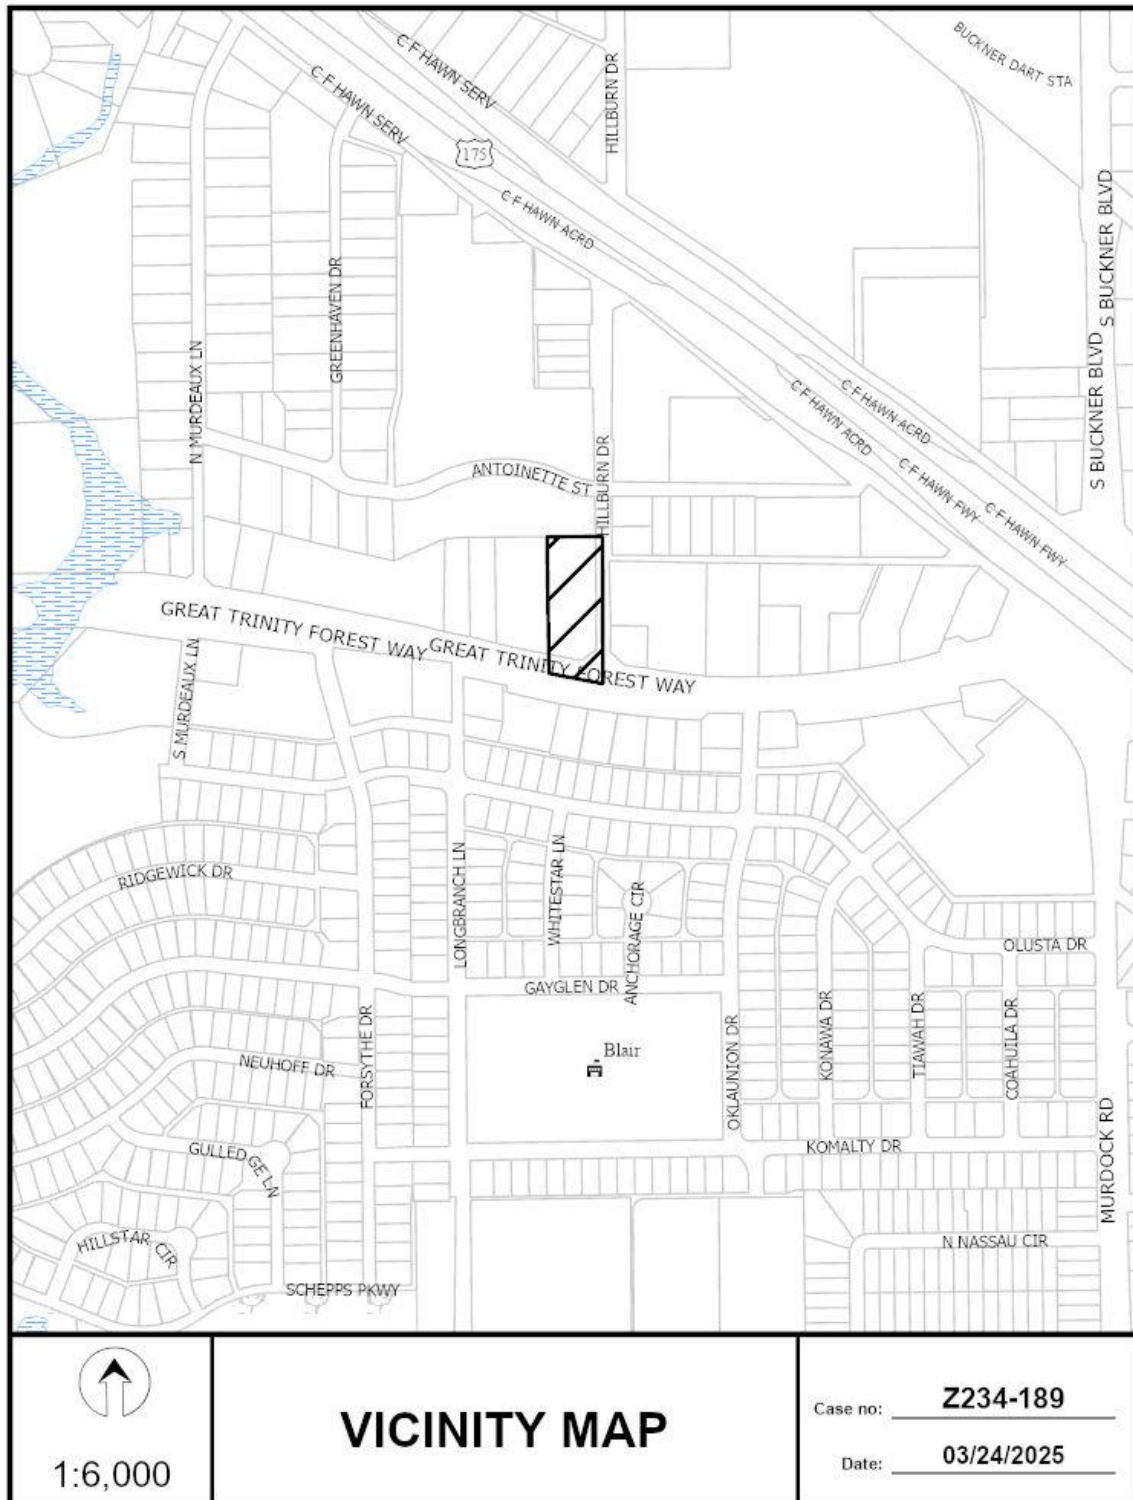 BUCKNER DART STA
C F HAWN SERV
C F HAWN SERV
HILLBURN DR
175
C F HAWN ACRD
S BUCKNER BLVD
GREENHAVEN DR
N MURDEAUX LN
S BUCKNER BLVD
C F HAWN ACRD
C F HAWN ACRD
HILLBURN DR
ANTOINETTE ST
C F HAWN FWY
C F HAWN FWY
GREAT TRINITY FOREST WAY
GREAT TRINITY FOREST WAY
S MURDEAUX LN
RIDGEWICK DR
LONGBRANCH LN
WHITESTAR LN
ANCHORAGE CIR
OLUSTA DR
GAYGLEN DR
FORSYTHE DR
OKLAUNION DR
KONAWA DR
TIAWAH DR
COAHUILA DR
Blair
NEUHOFF DR
GULLEDGE LN
KOMALTY DR
MURDOCK RD
HILLSTAR CIR
N NASSAU CIR
SCHEPPS PKWY
1:6,000
VICINITY MAP
Case no: Z234-189
Date: 03/24/2025